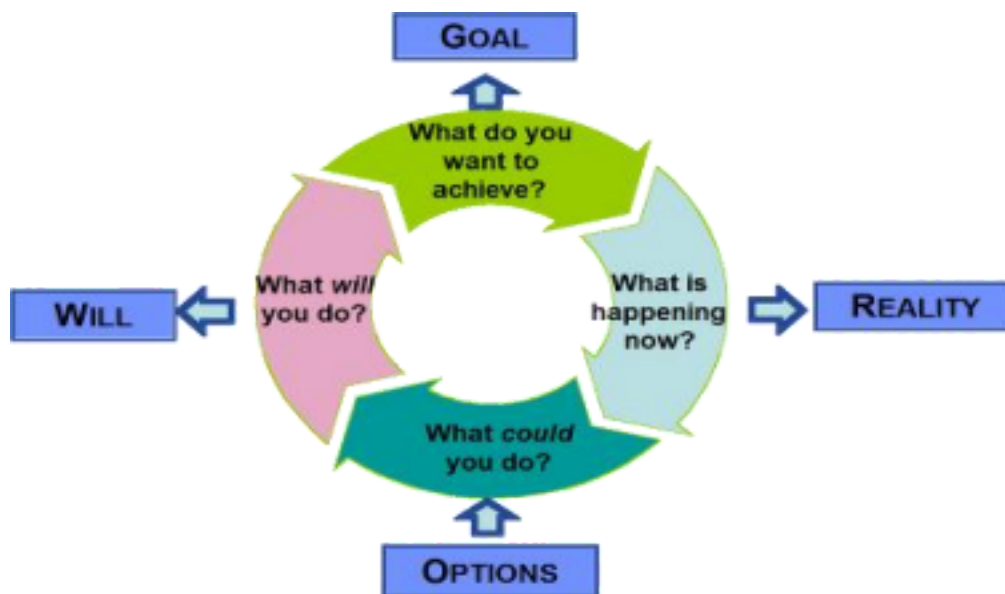 GOAL
What do you
want to
achieve?
What is
happening
now?
REALITY
What could
you do?
OPTIONS
What will
you do?
WILL